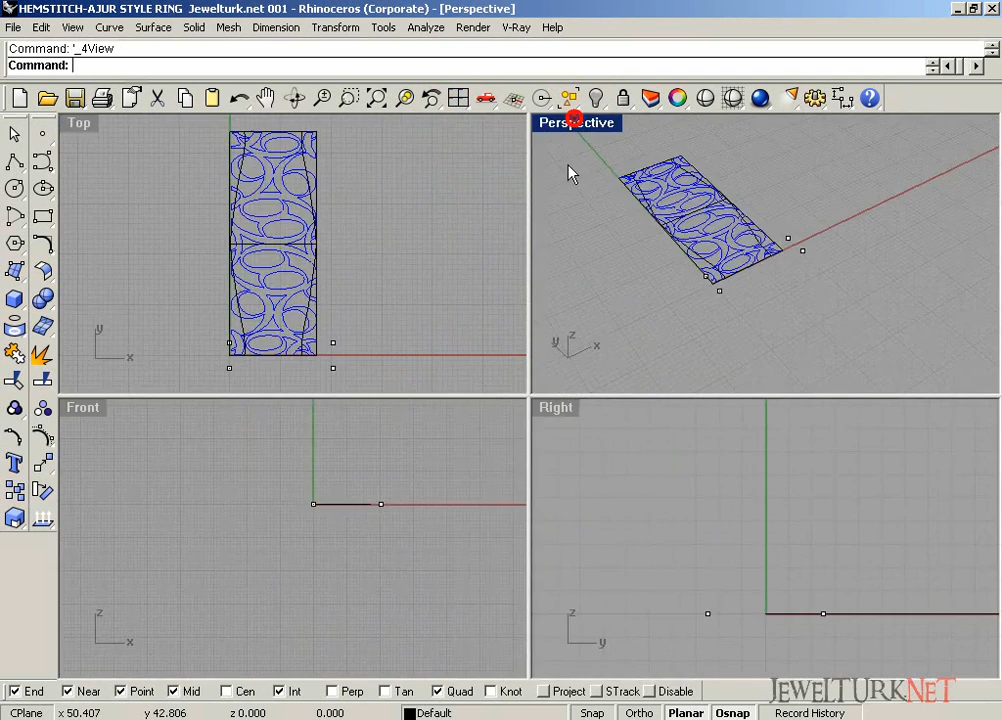 HEMSTITCH-AJUR STYLE RING Jewelturk.net 001 - Rhinoceros (Corporate) - [Perspective]
File Edit View Curve Surface Solid Mesh Dimension Transform Tools Analyze Render V-Ray Help
Command: '_4View
Command:
Top
Perspective
y
x
z
y x
Front
Right
z
x
z
y
End Near Point Mid Cen Int Perp Tan Quad Knot Project STrack Disable
JEWELTURKNET
CPlane x 50.407 y 42.806 z 0.000 0.000 Default Snap Ortho Planar Osnap Record History